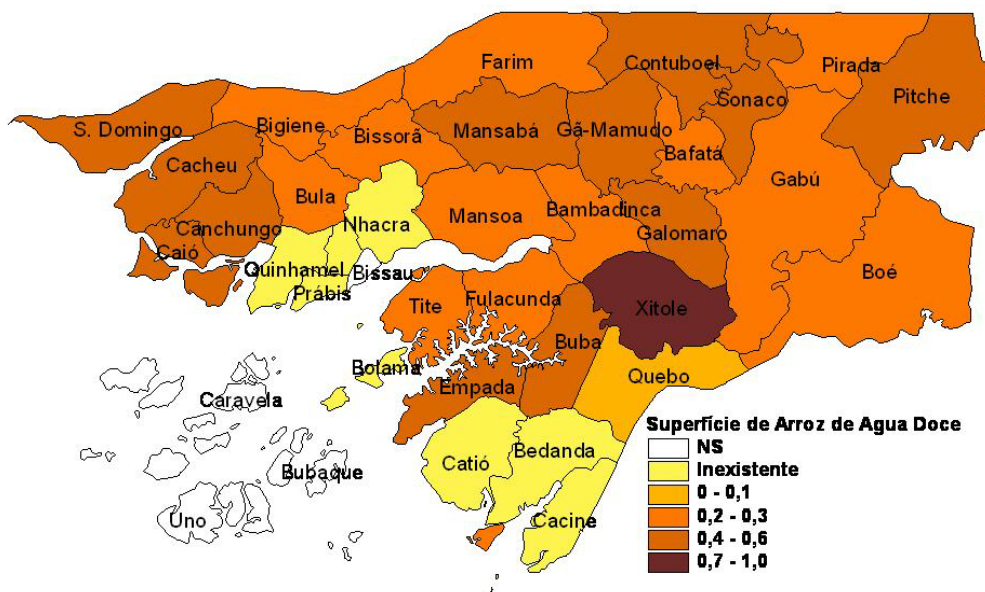 Farim
Contuboel
Pirada
Pitche
Sonaco
S. Domingo
Bigiene
Bissorã
Mansabá
Gã-Mamudo
Bafatá
Cacheu
Gabú
Bula
Nhacra
Mansoa
Bambadinca
Canchungo
Galomaro
Caió
Quinhamel
Bissau
Boé
Prábis
Tite
Fulacunda
Xitole
Buba
Bolama
Quebo
Empada
Caravela
Superfície de Arroz de Agua Doce
NS
Inexistente
0 - 0,1
0,2 - 0,3
0,4 - 0,6
0,7 - 1,0
Catió
Bedanda
Bubaque
Uno
Cacine